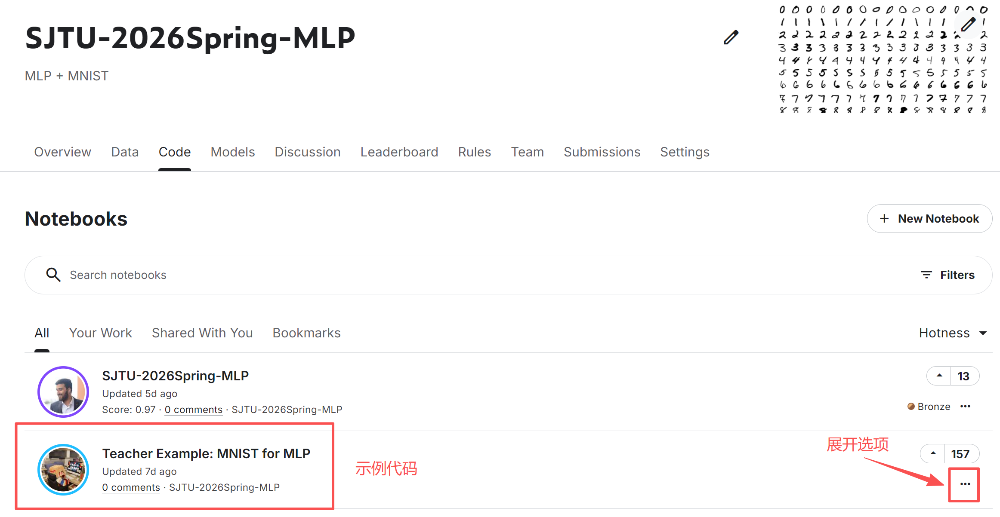 SJTU-2026Spring-MLP
MLP + MNIST
Overview Data Code Models Discussion Leaderboard Rules Team Submissions Settings
Notebooks
+ New Notebook
Search notebooks
Filters
All Your Work Shared With You Bookmarks
Hotness
SJTU-2026Spring-MLP
13
Updated 5d ago
Score: 0.97 · 0 comments · SJTU-2026Spring-MLP
Bronze ...
Teacher Example: MNIST for MLP
157
Updated 7d ago
0 comments · SJTU-2026Spring-MLP
...
示例代码
展开选项